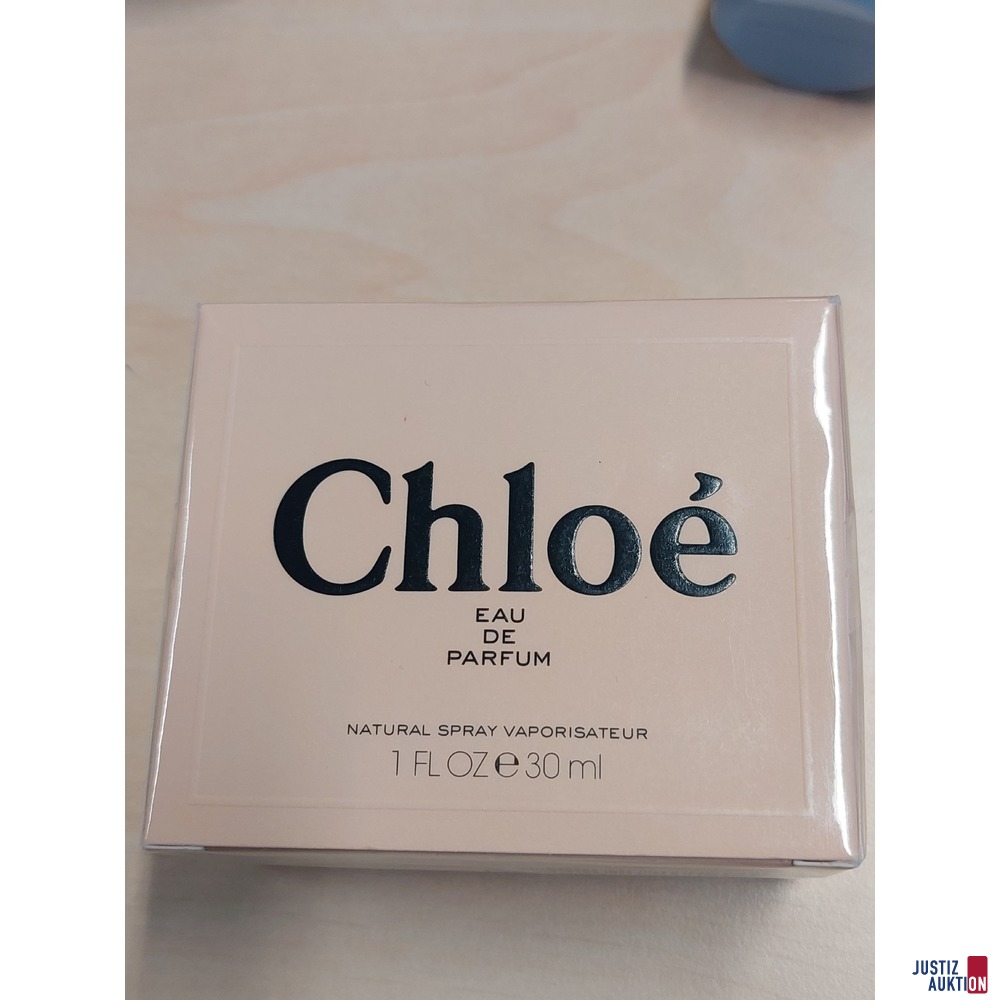 Chloé
EAU
DE
PARFUM
NATURAL SPRAY VAPORISATEUR
1 FL OZ ℮ 30 ml
JUSTIZ
AUKTION